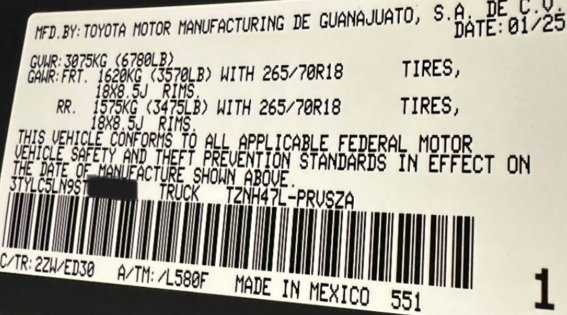 MFD.BY: TOYOTA MOTOR MANUFACTURING DE GUANAJUATO, S.A. DE C.V.
DATE: 01/25
GVWR: 3075KG (6780LB)
GAWR: FRT. 1620KG (3570LB) WITH 265/70R18 TIRES,
18X8.5J RIMS.
RR. 1575KG (3475LB) WITH 265/70R18 TIRES,
18X8.5J RIMS.
THIS VEHICLE CONFORMS TO ALL APPLICABLE FEDERAL MOTOR
VEHICLE SAFETY AND THEFT PREVENTION STANDARDS IN EFFECT ON
THE DATE OF MANUFACTURE SHOWN ABOVE.
3TYLC5LN9ST TRUCK TZNH47L-PRVSZA
C/TR: 2ZW/ED30 A/TM: /L580F MADE IN MEXICO 551
1